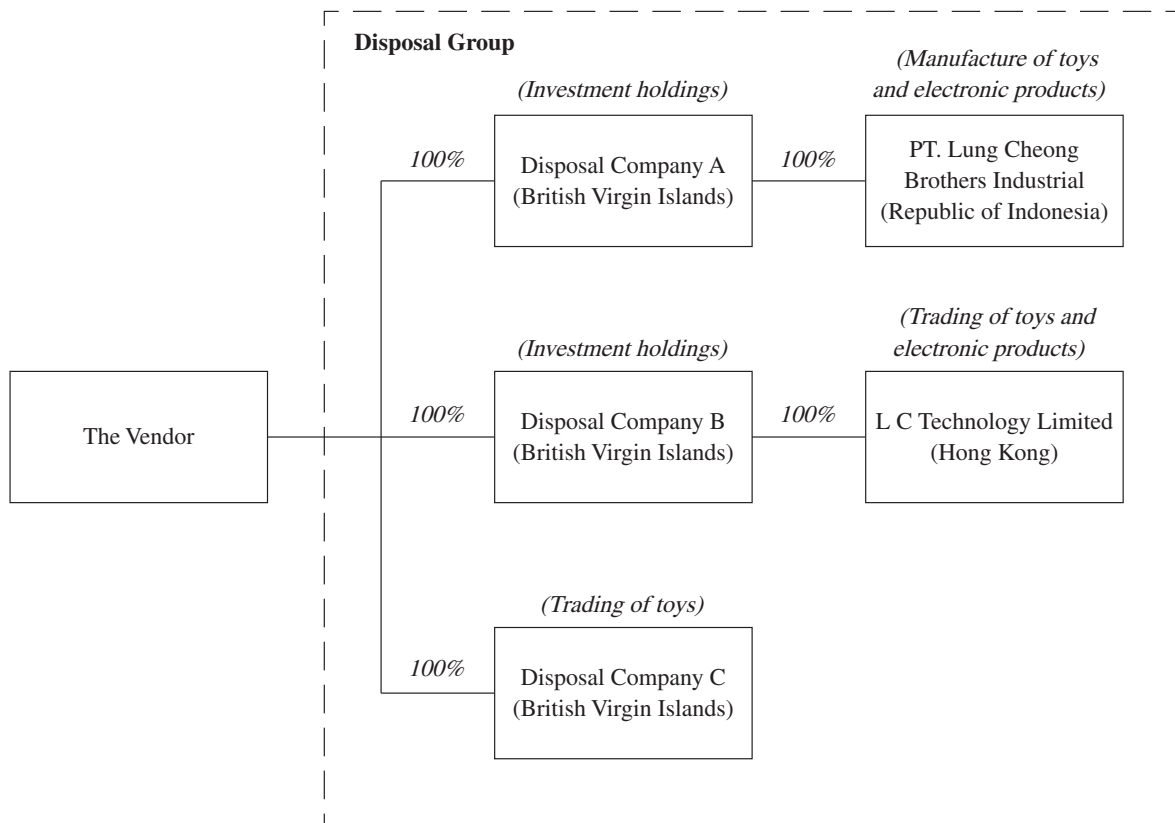 Disposal Group
(Manufacture of toys
and electronic products)
(Investment holdings)
100%
Disposal Company A
(British Virgin Islands)
100%
PT. Lung Cheong
Brothers Industrial
(Republic of Indonesia)
(Trading of toys and
electronic products)
(Investment holdings)
The Vendor
100%
Disposal Company B
(British Virgin Islands)
100%
L C Technology Limited
(Hong Kong)
(Trading of toys)
100%
Disposal Company C
(British Virgin Islands)